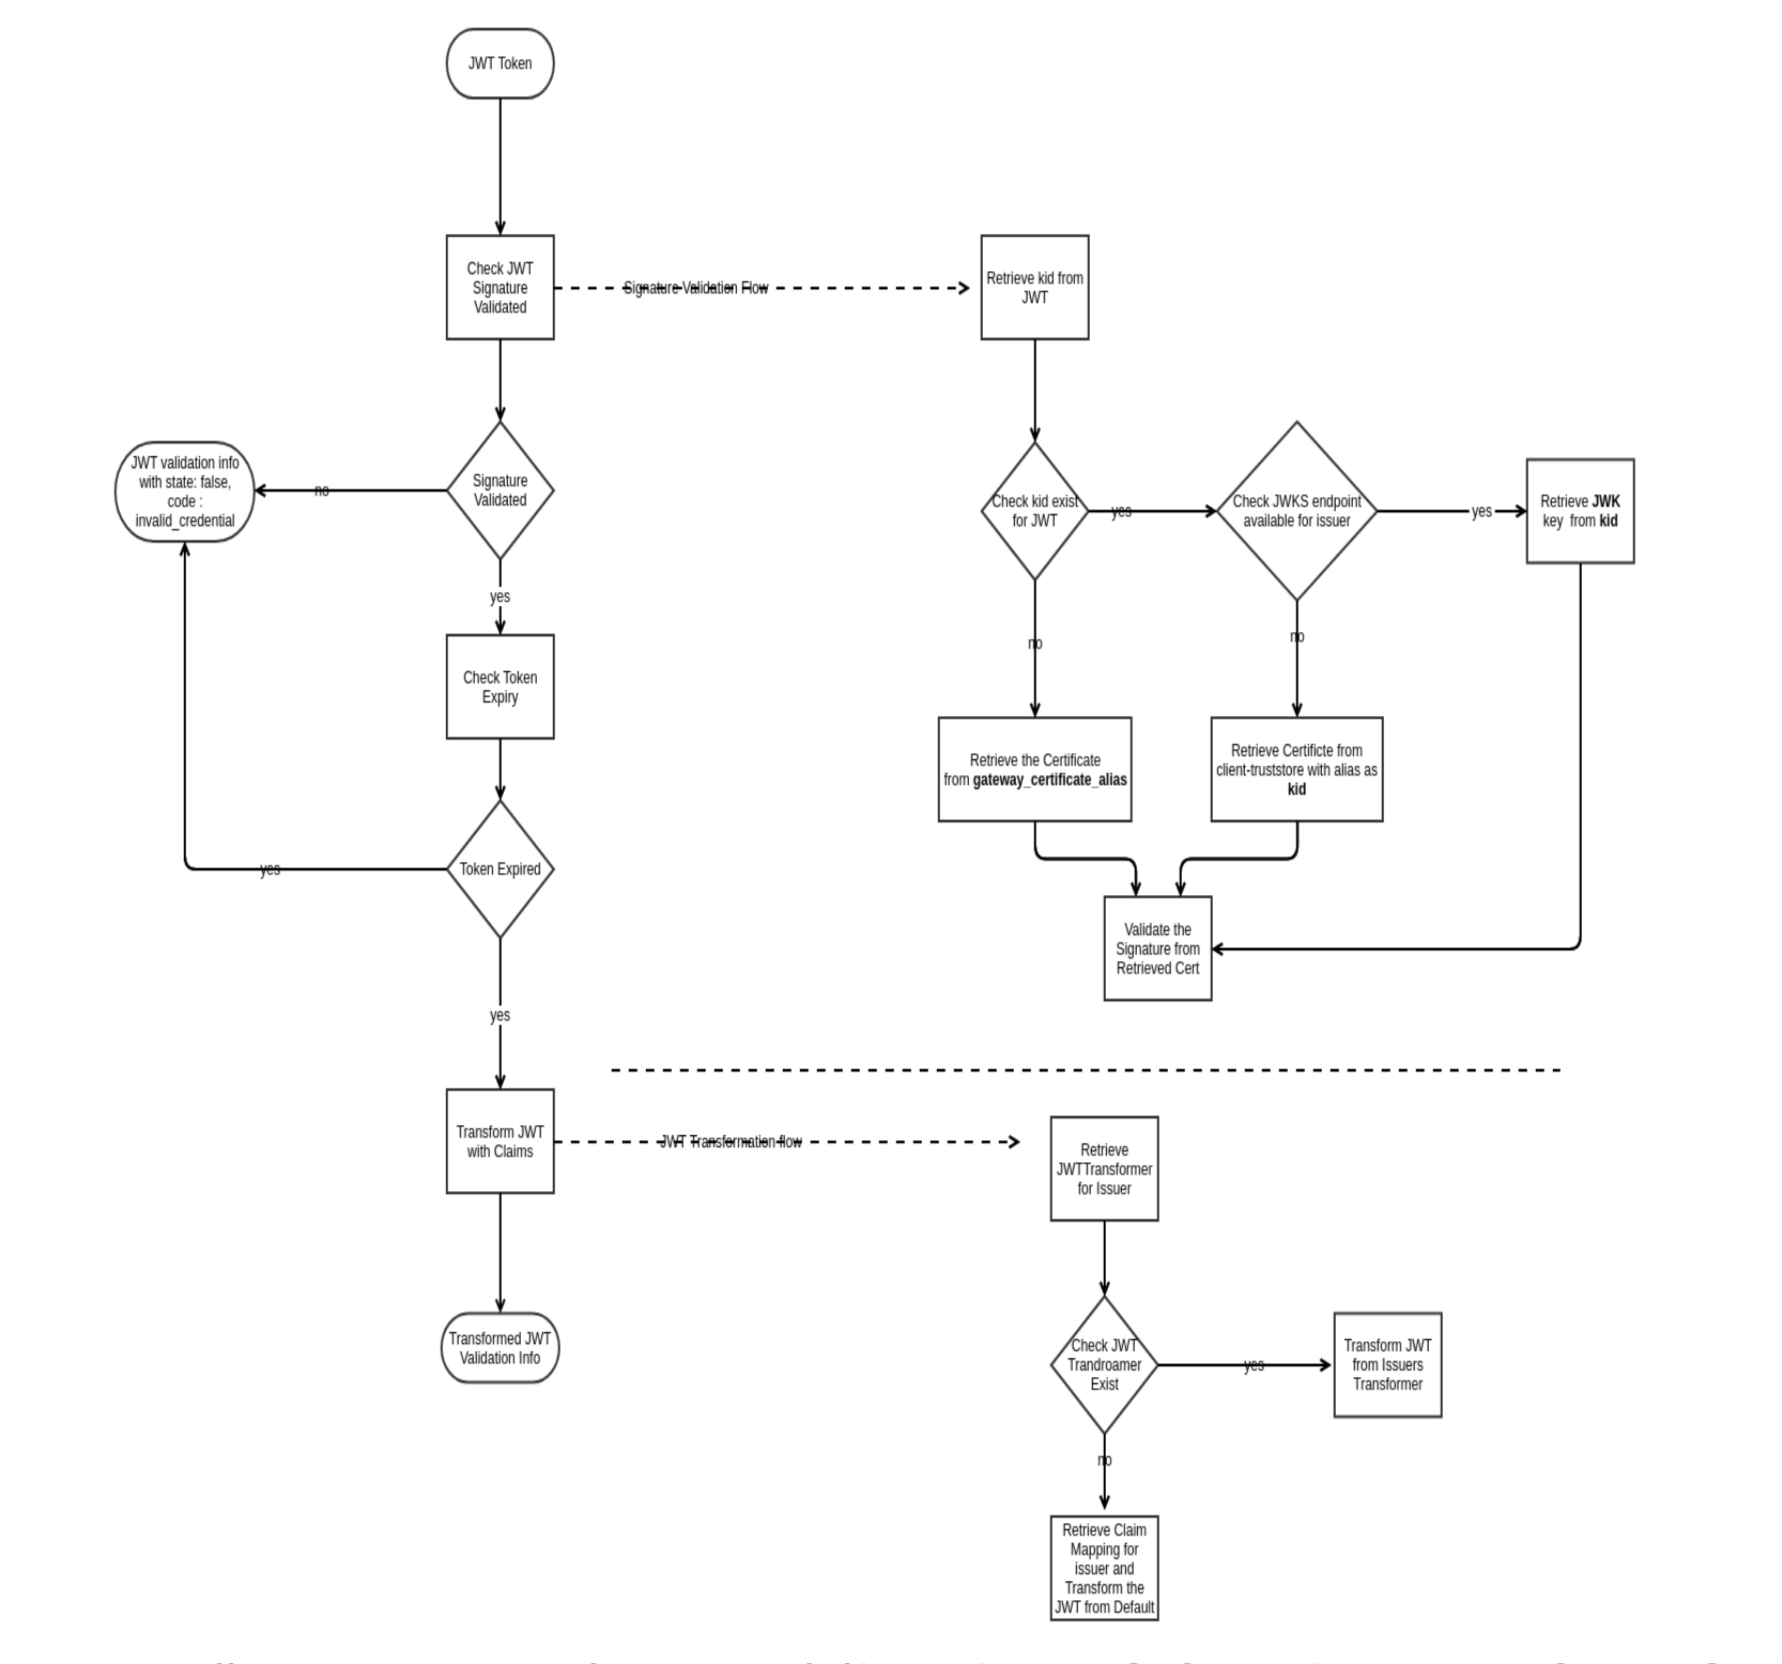 JWT Token
Check JWT
Signature
Validated
Signature Validation Flow
Retrieve kid from
JWT
Signature
Validated
no
JWT validation info
with state: false,
code :
invalid_credential
yes
Check kid exist
for JWT
yes
Check JWKS endpoint
available for issuer
yes
Retrieve JWK
key from kid
no
no
Check Token
Expiry
Retrieve the Certificate
from gateway_certificate_alias
Retrieve Certificte from
client-truststore with alias as
kid
Token Expired
yes
Validate the
Signature from
Retrieved Cert
yes
Transform JWT
with Claims
JWT Transformation flow
Retrieve
JWTTransformer
for Issuer
Transformed JWT
Validation Info
Check JWT
Trandroamer
Exist
yes
Transform JWT
from Issuers
Transformer
no
Retrieve Claim
Mapping for
issuer and
Transform the
JWT from Default